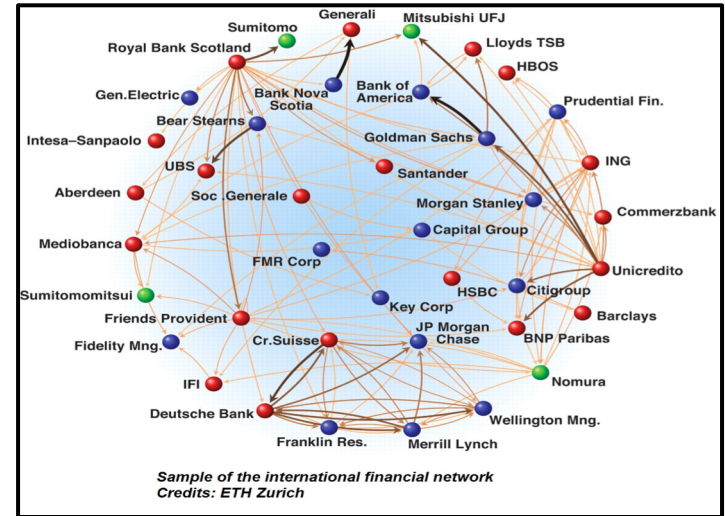 Generali
Sumitomo
Mitsubishi UFJ
Royal Bank Scotland
Lloyds TSB
HBOS
Gen.Electric
Bank Nova
Scotia
Bank of
America
Prudential Fin.
Bear Stearns
Goldman Sachs
Intesa–Sanpaolo
UBS
Santander
ING
Aberdeen
Soc .Generale
Morgan Stanley
Commerzbank
Capital Group
Mediobanca
FMR Corp
Unicredito
HSBC
Citigroup
Sumitomomitsui
Key Corp
Barclays
Friends Provident
JP Morgan
Chase
BNP Paribas
Fidelity Mng.
Cr.Suisse
Nomura
IFI
Deutsche Bank
Wellington Mng.
Franklin Res.
Merrill Lynch
Sample of the international financial network
Credits: ETH Zurich